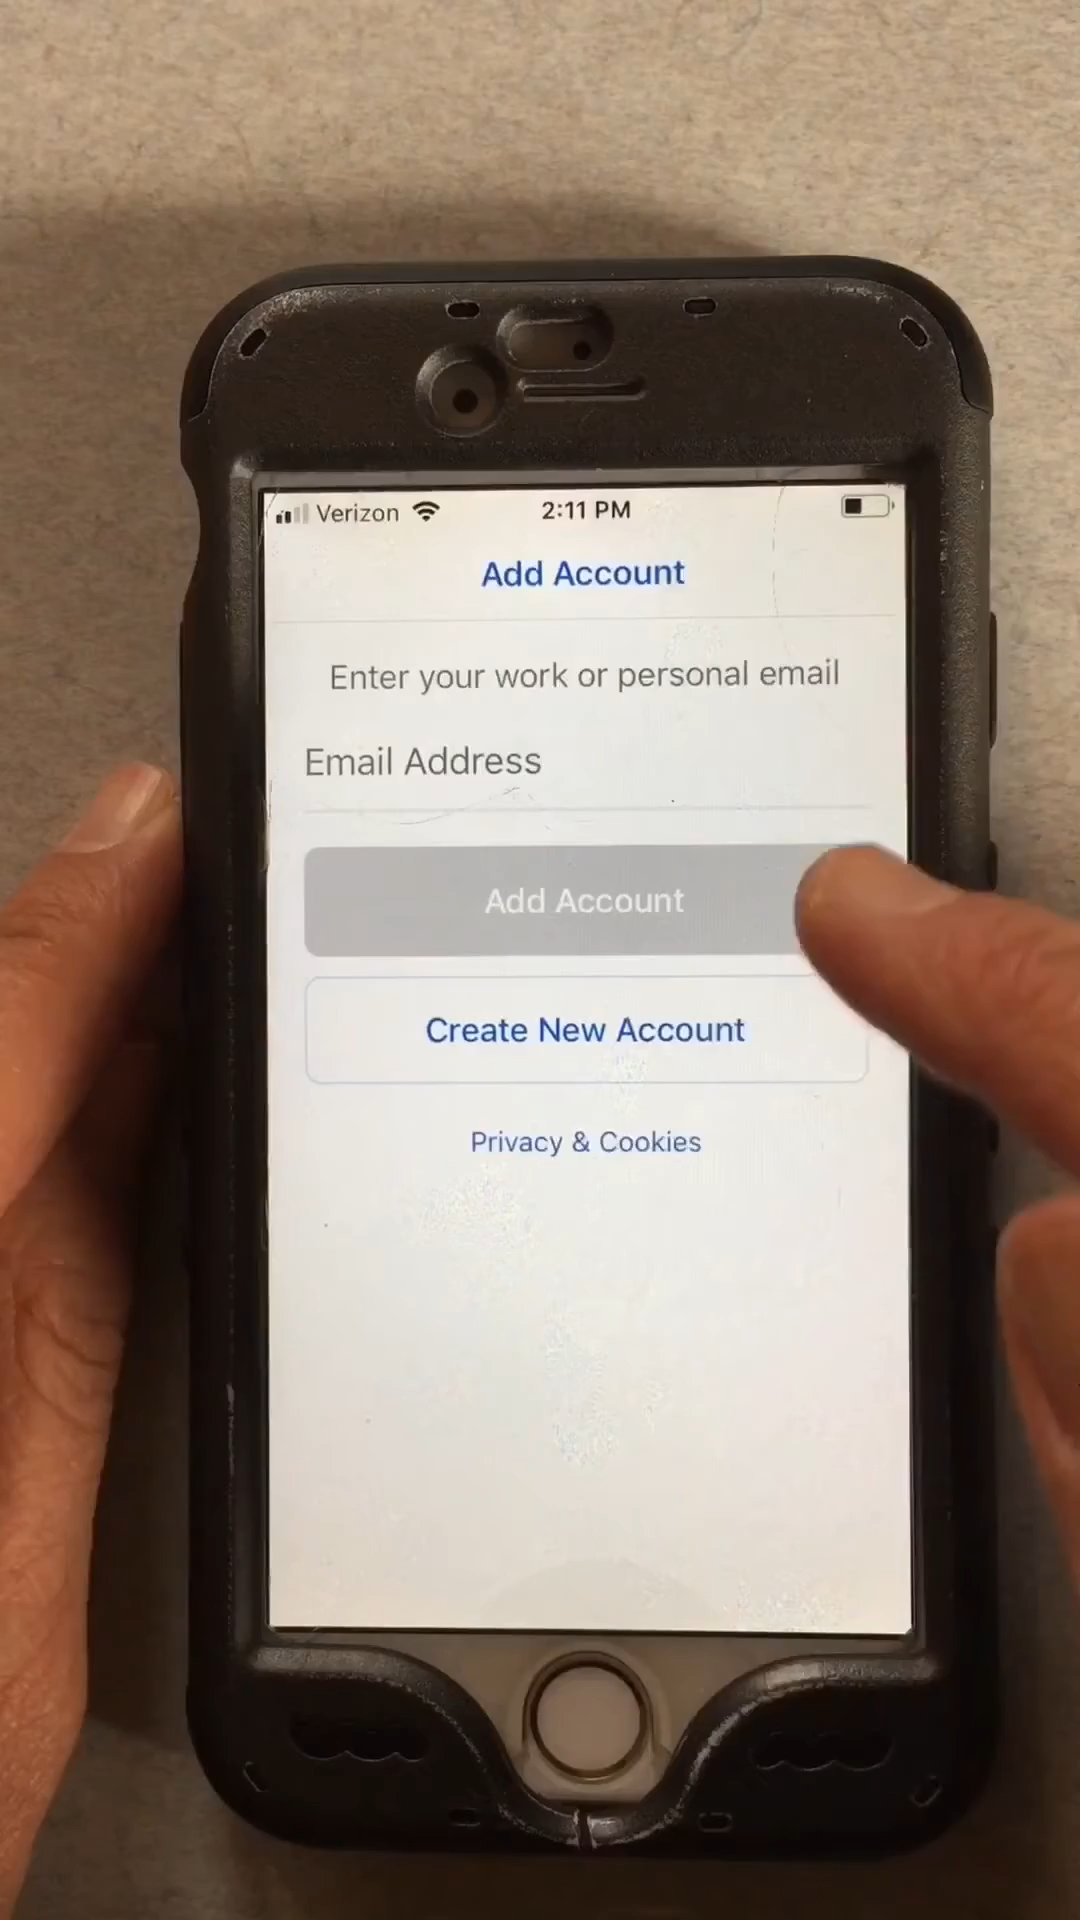 Verizon 2:11 PM
Add Account
Enter your work or personal email
Email Address
Add Account
Create New Account
Privacy & Cookies